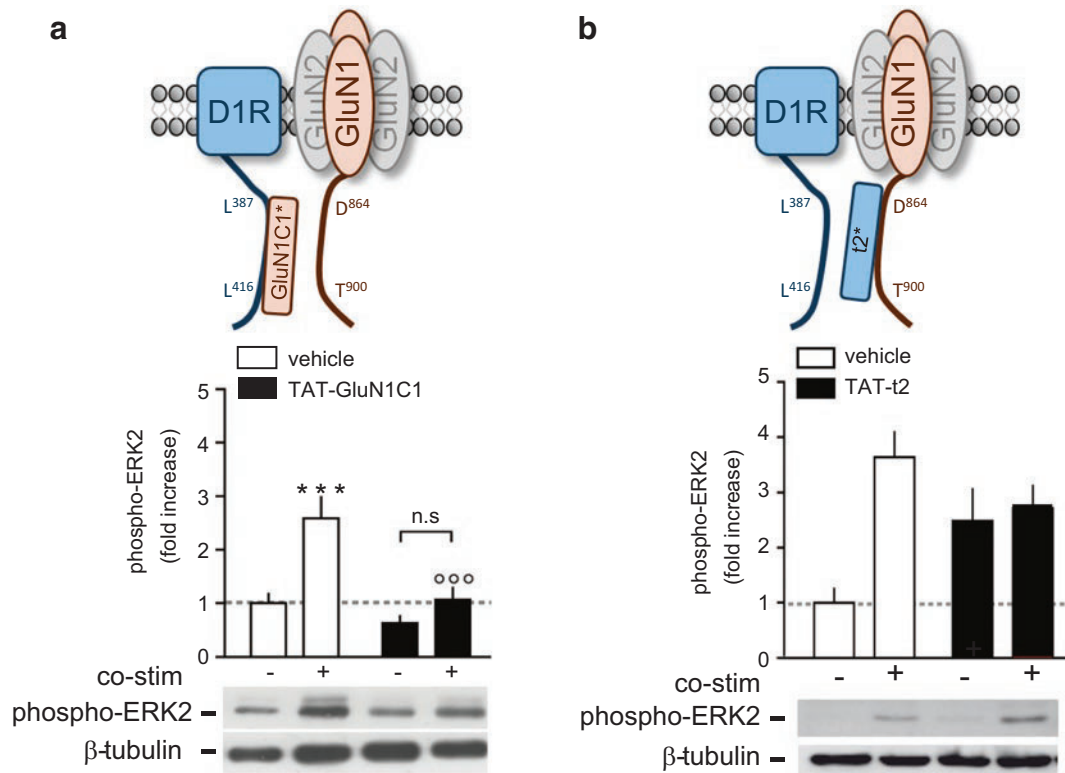 a
D1R
GluN2
GluN1
GluN2
L387
D864
GluN1C1*
L416
T900
vehicle
TAT-GluN1C1
phospho-ERK2
(fold increase)
5
4
3
2
1
0
* * *
n.s
°°°
co-stim
- + - +
phospho-ERK2
β-tubulin
b
D1R
GluN2
GluN1
GluN2
L387
D864
t2*
L416
T900
vehicle
TAT-t2
phospho-ERK2
(fold increase)
5
4
3
2
1
0
+
co-stim
- + - +
phospho-ERK2
β-tubulin